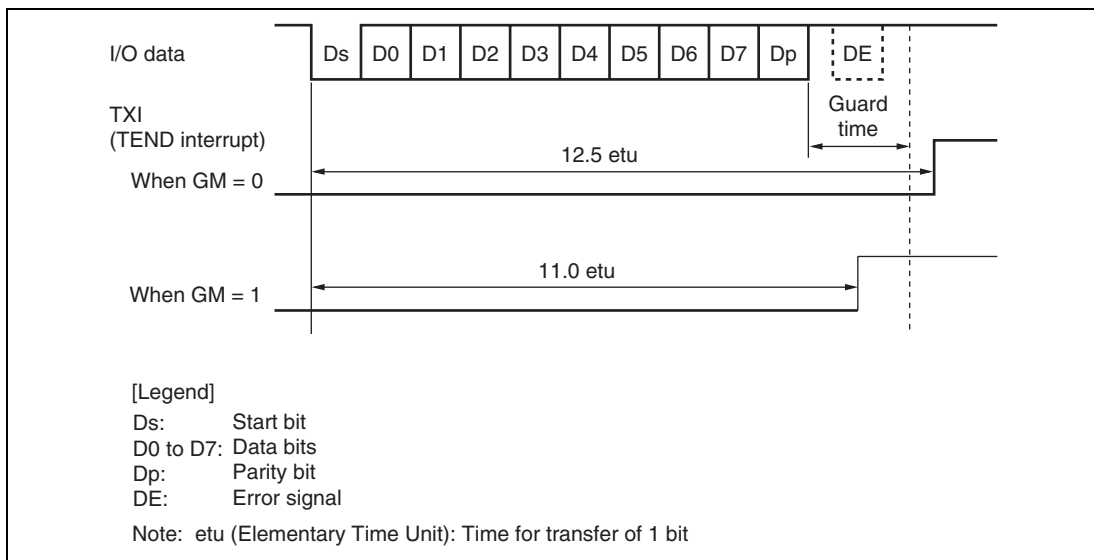 I/O data
Ds D0 D1 D2 D3 D4 D5 D6 D7 Dp DE
Guard
time
TXI
(TEND interrupt)
12.5 etu
When GM = 0
11.0 etu
When GM = 1
[Legend]
Ds: Start bit
D0 to D7: Data bits
Dp: Parity bit
DE: Error signal
Note: etu (Elementary Time Unit): Time for transfer of 1 bit